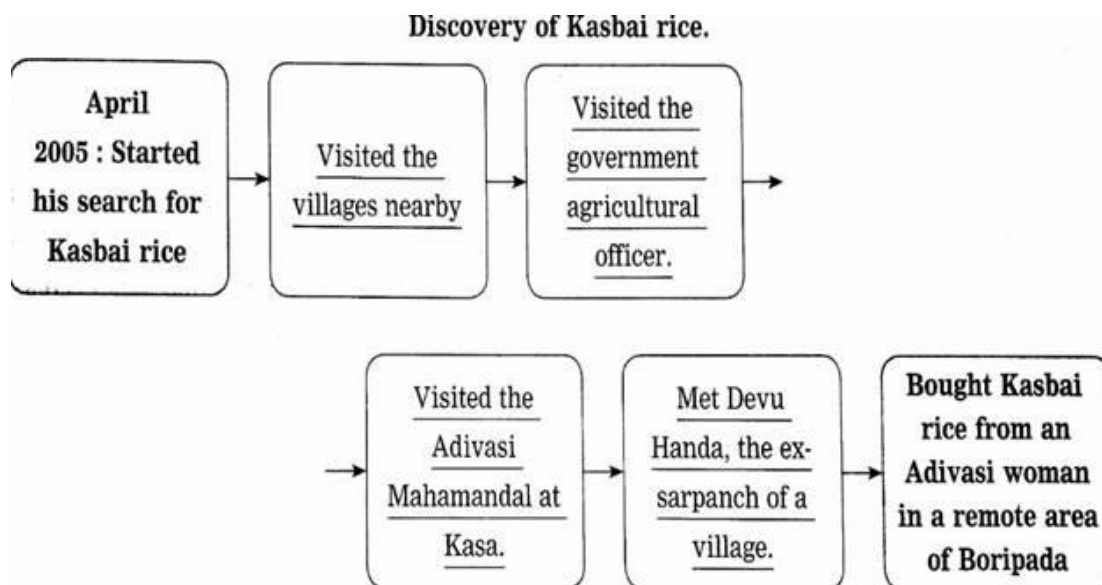 Discovery of Kasbai rice.
April
2005 : Started
his search for
Kasbai rice
Visited the
villages nearby
Visited the
government
agricultural
officer.
Visited the
Adivasi
Mahamandal at
Kasa.
Met Devu
Handa, the ex-
sarpanch of a
village.
Bought Kasbai
rice from an
Adivasi woman
in a remote area
of Boripada